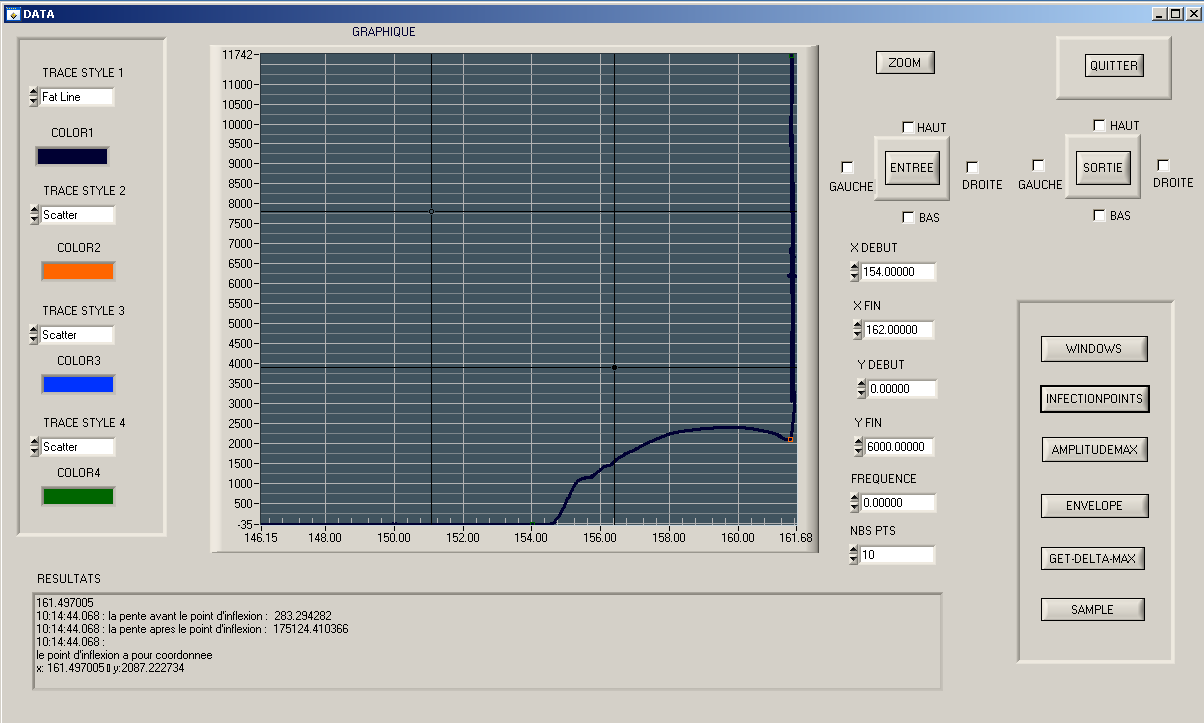 DATA
GRAPHIQUE
TRACE STYLE 1
Fat Line
COLOR1
TRACE STYLE 2
Scatter
COLOR2
TRACE STYLE 3
Scatter
COLOR3
TRACE STYLE 4
Scatter
COLOR4
11742
11000
10500
10000
9500
9000
8500
8000
7500
7000
6500
6000
5500
5000
4500
4000
3500
3000
2500
2000
1500
1000
500
-35
146.15 148.00 150.00 152.00 154.00 156.00 158.00 160.00 161.68
ZOOM
QUITTER
HAUT
GAUCHE
ENTREE
DROITE
BAS
HAUT
GAUCHE
SORTIE
DROITE
BAS
X DEBUT
154.00000
X FIN
162.00000
Y DEBUT
0.00000
Y FIN
6000.00000
FREQUENCE
0.00000
NBS PTS
10
WINDOWS
INFECTIONPOINTS
AMPLITUDEMAX
ENVELOPE
GET-DELTA-MAX
SAMPLE
RESULTATS
161.497005
10:14:44.068 : la pente avant le point d'inflexion : 283.294282
10:14:44.068 : la pente apres le point d'inflexion : 175124.410366
10:14:44.068 :
le point d'inflexion a pour coordonnee
x: 161.497005 y:2087.222734